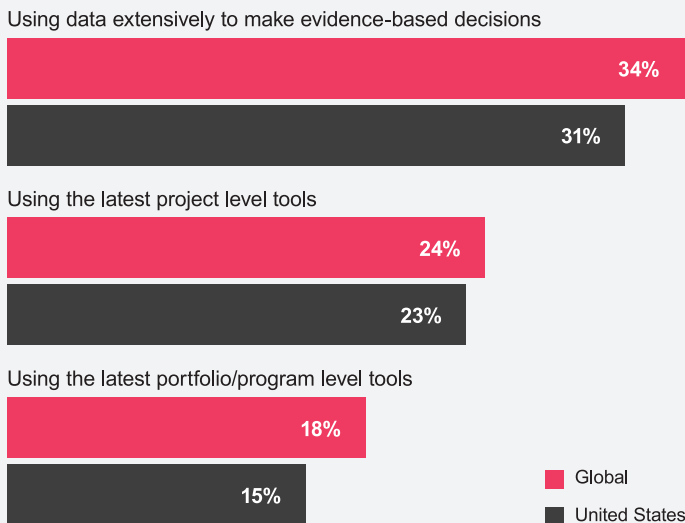 Using data extensively to make evidence-based decisions
34%
31%
Using the latest project level tools
24%
23%
Using the latest portfolio/program level tools
18%
15%
Global
United States